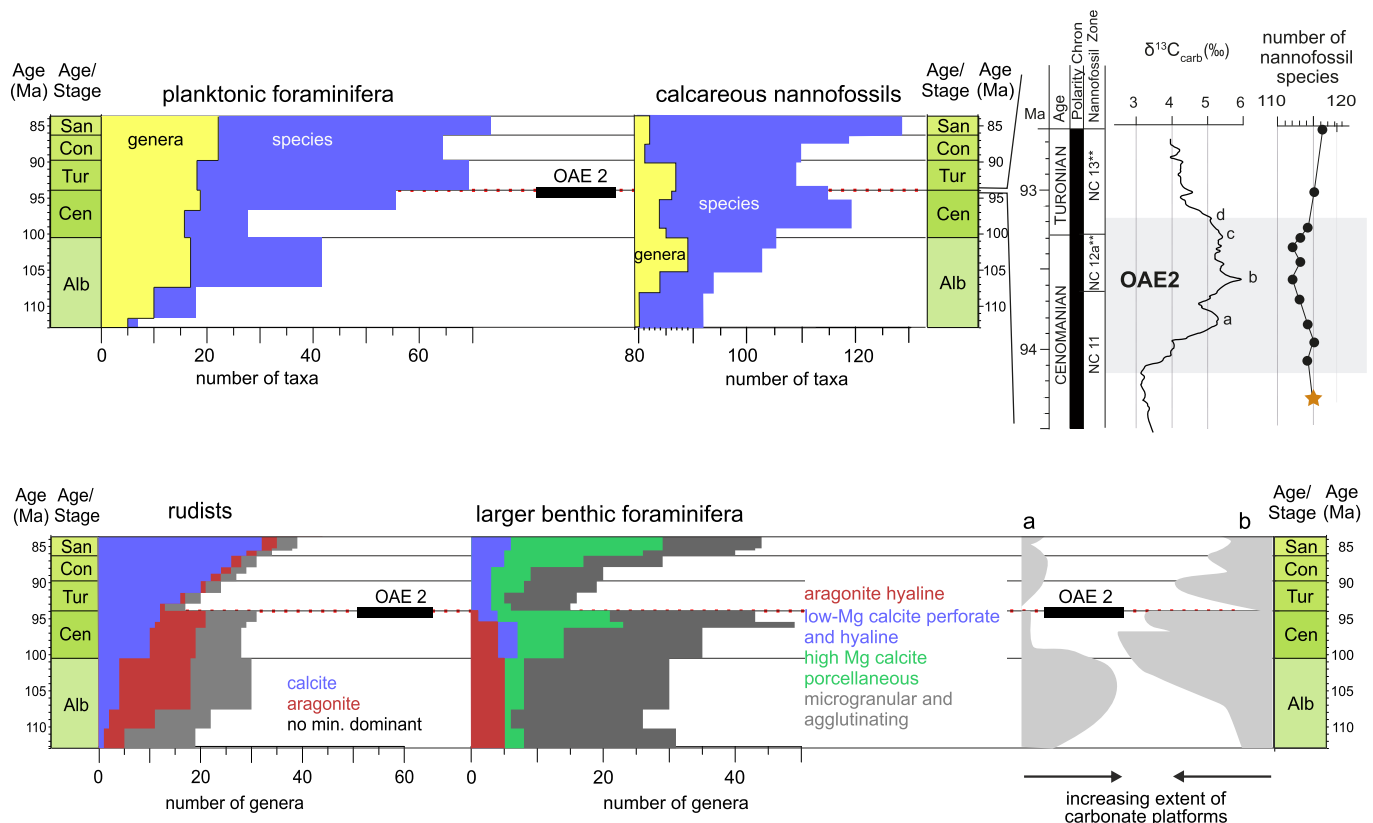 Age
(Ma)
Age/
Stage
planktonic foraminifera
calcareous nannofossils
Age/
Stage
Age
(Ma)
85
90
95
100
105
110
San
Con
Tur
Cen
Alb
genera
species
OAE 2
species
genera
San
Con
Tur
Cen
Alb
85
90
95
100
105
110
0
20
40
60
number of taxa
80
100
120
number of taxa
Ma
Age
Polarity Chron
Nannofossil Zone
δ13Ccarb(‰)
number of
nannofossil
species
3
4
5
6
110
120
93
94
TURONIAN
CENOMANIAN
NC 13**
NC 12a**
NC 11
OAE2
d
c
b
a
Age
(Ma)
Age/
Stage
rudists
larger benthic foraminifera
a
b
Age/
Stage
Age
(Ma)
85
90
95
100
105
110
San
Con
Tur
Cen
Alb
OAE 2
calcite
aragonite
no min. dominant
aragonite hyaline
low-Mg calcite perforate
and hyaline
high Mg calcite
porcellaneous
microgranular and
agglutinating
OAE 2
San
Con
Tur
Cen
Alb
85
90
95
100
105
110
0
20
40
60
number of genera
0
20
40
number of genera
increasing extent of
carbonate platforms